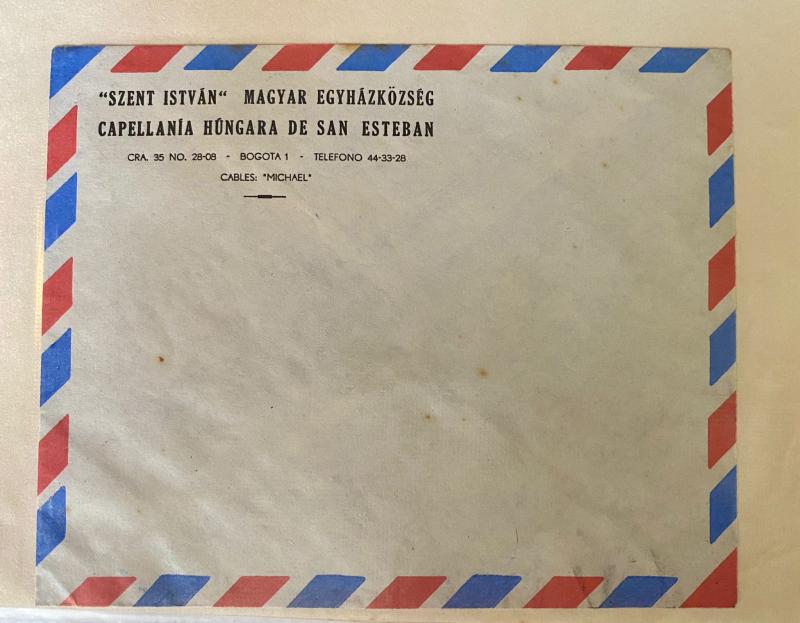 “SZENT ISTVÁN“ MAGYAR EGYHÁZKÖZSÉG
CAPELLANÍA HÚNGARA DE SAN ESTEBAN
CRA. 35 NO. 28-08 - BOGOTA 1 - TELEFONO 44-33-28
CABLES: "MICHAEL"